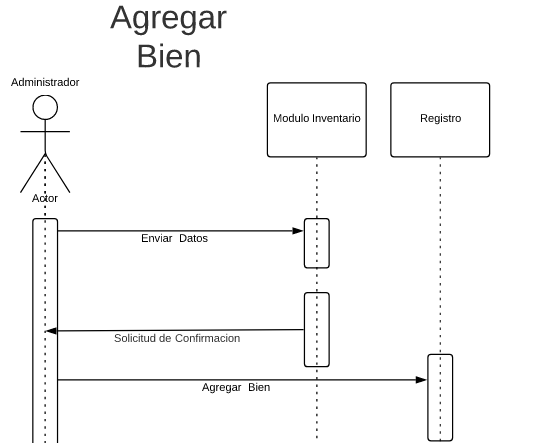 Agregar
Bien
Administrador
Modulo Inventario
Registro
Actor
Enviar Datos
Solicitud de Confirmacion
Agregar Bien